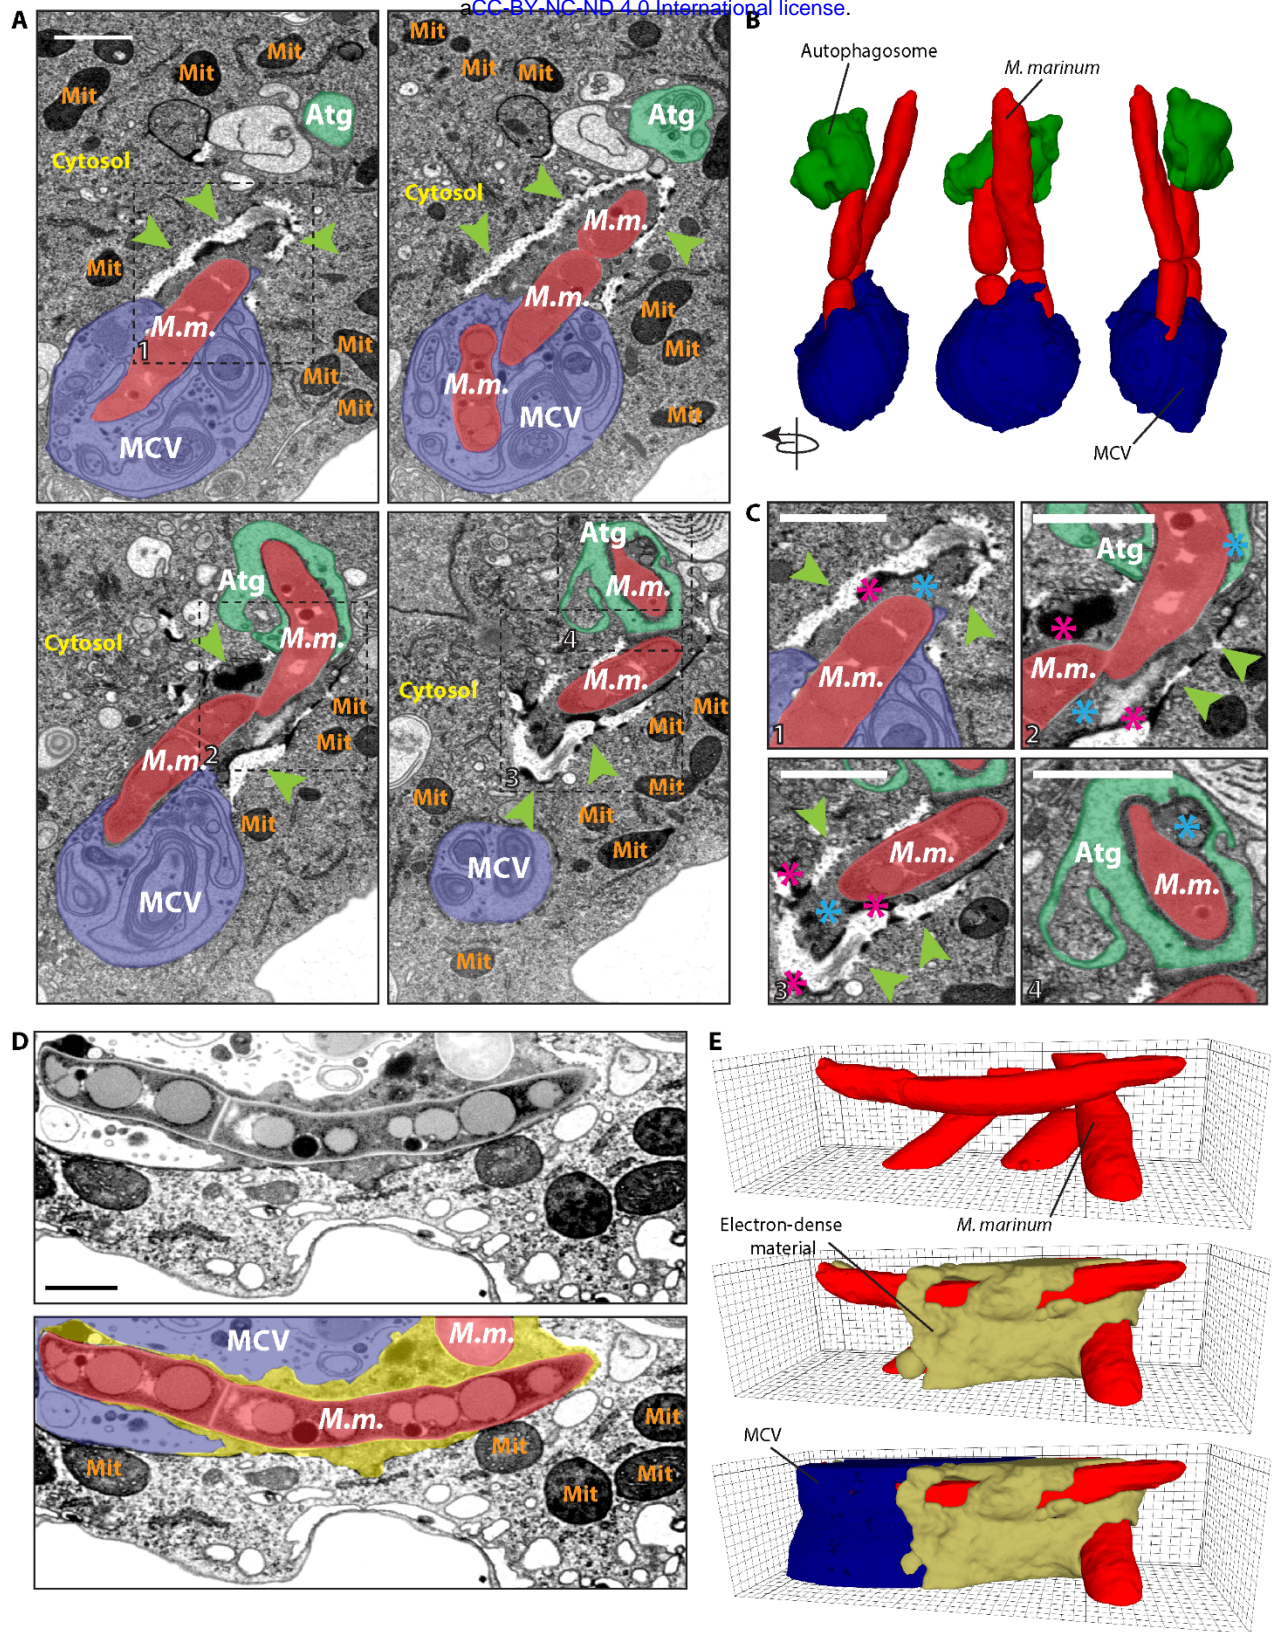 aCC-BY-NC-ND 4.0 International license.
A
Mit
Mit
Mit
Atg
Cytosol
Mit
M.m.
1
Mit
Mit
Mit
MCV
Mit
Mit
Mit
Atg
Cytosol
M.m.
M.m.
Mit
Mit
M.m.
MCV
Mit
Atg
Cytosol
M.m.
Mit
Mit
M.m.
2
Mit
MCV
Atg
M.m.
4
Cytosol
M.m.
Mit
Mit
3
Mit
Mit
Mit
Mit
MCV
Mit
B
Autophagosome
M. marinum
MCV
C
M.m.
1
Atg
M.m.
2
M.m.
3
Atg
M.m.
4
D
MCV
M.m.
M.m.
Mit
Mit
Mit
Mit
Mit
E
M. marinum
Electron-dense
material
MCV